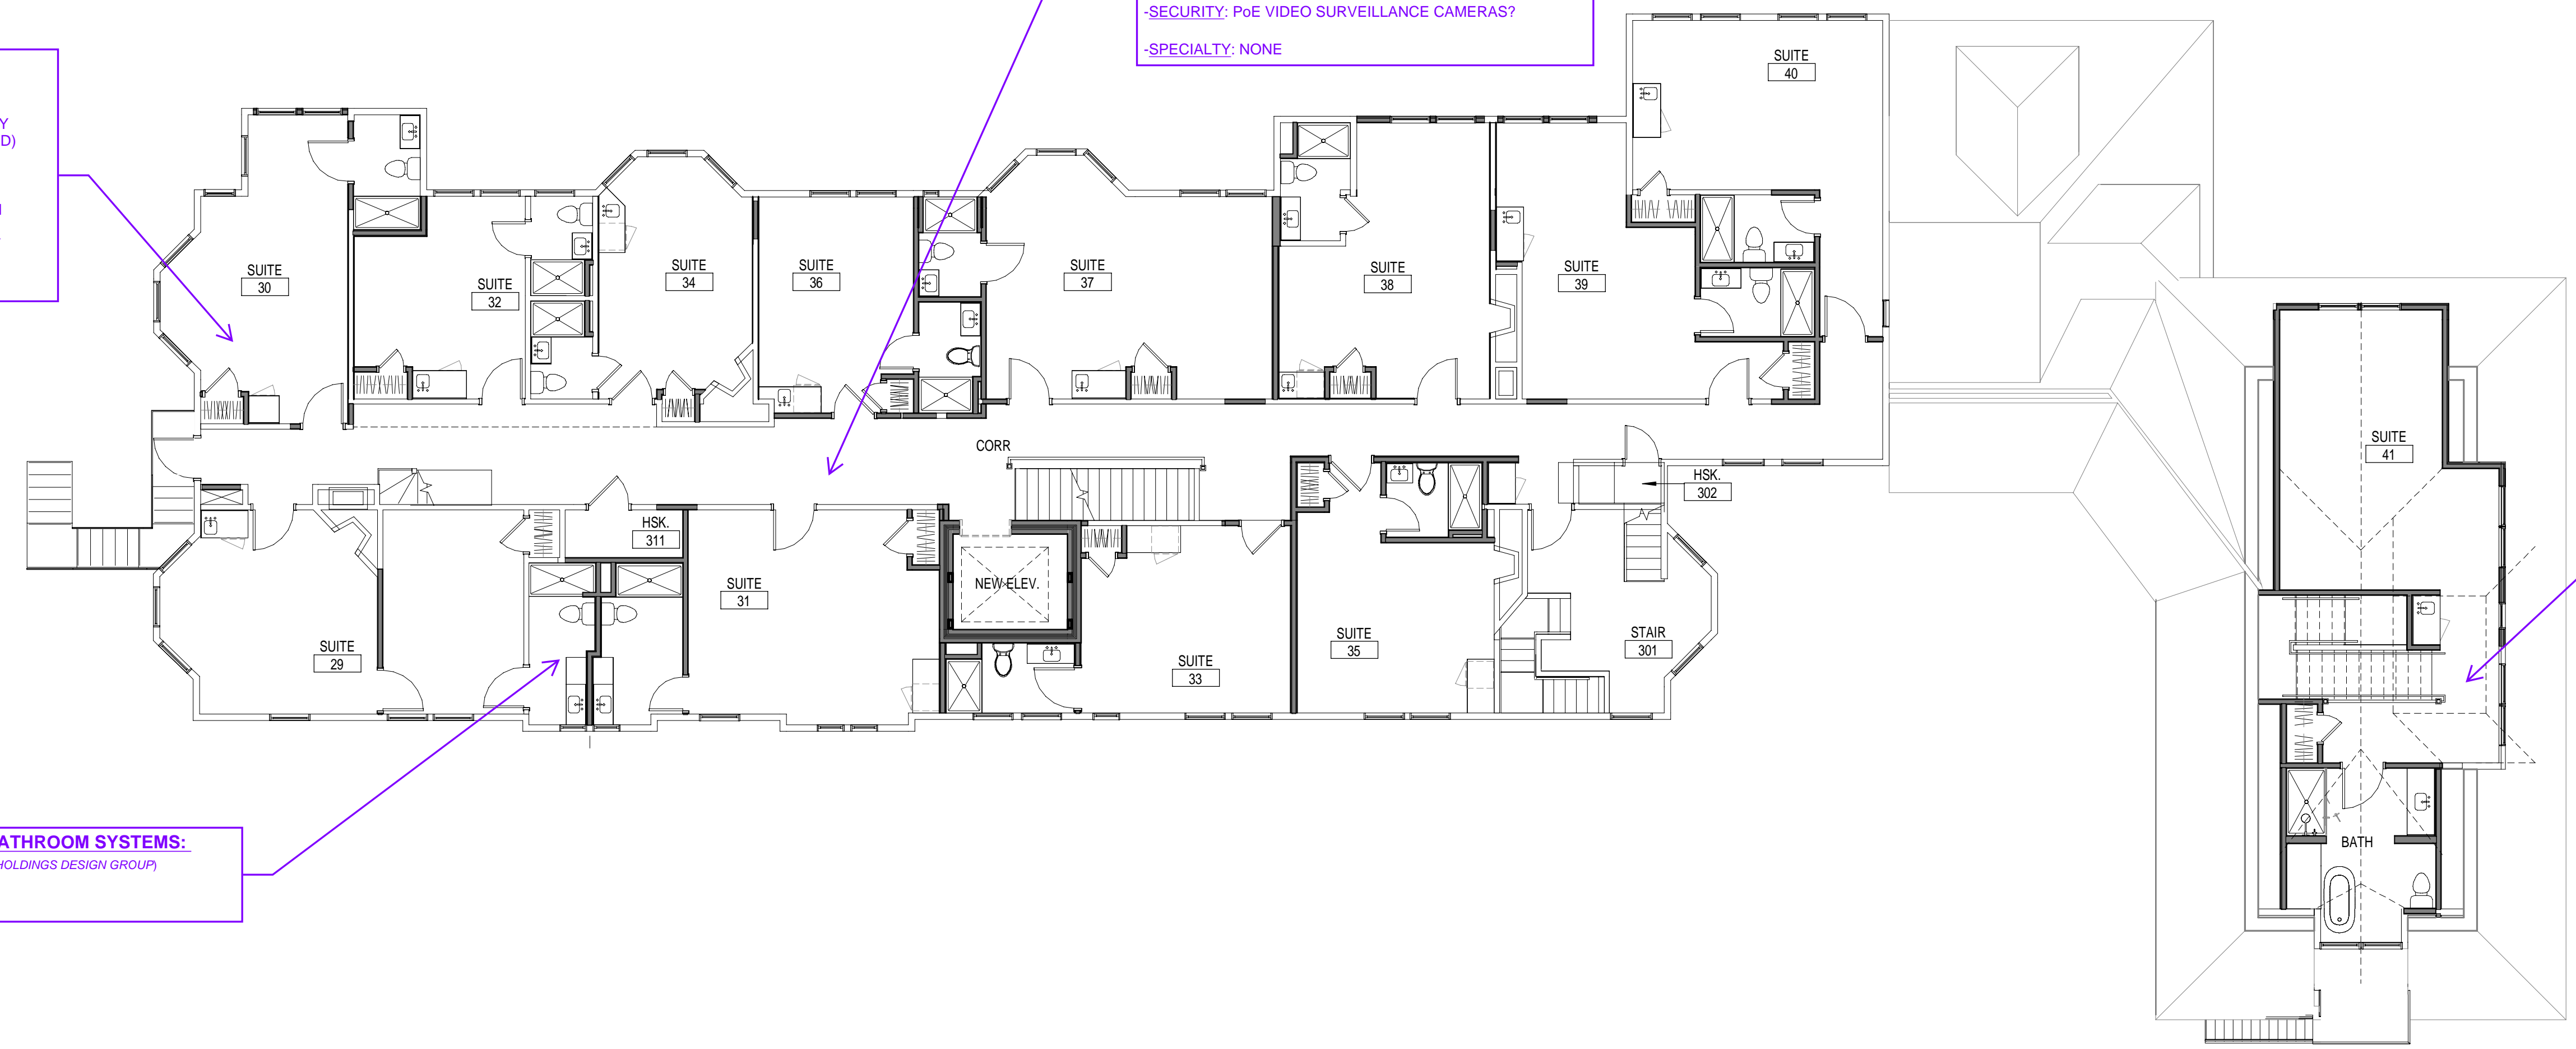 -SECURITY: PoE VIDEO SURVEILLANCE CAMERAS?
-SPECIALTY: NONE
Y
D)
SUITE
40
SUITE
30
SUITE
32
SUITE
34
SUITE
36
SUITE
37
SUITE
38
SUITE
39
CORR
HSK.
302
SUITE
41
HSK.
311
NEW ELEV.
SUITE
31
SUITE
29
SUITE
33
SUITE
35
STAIR
301
ATHROOM SYSTEMS:
HOLDINGS DESIGN GROUP)
BATH